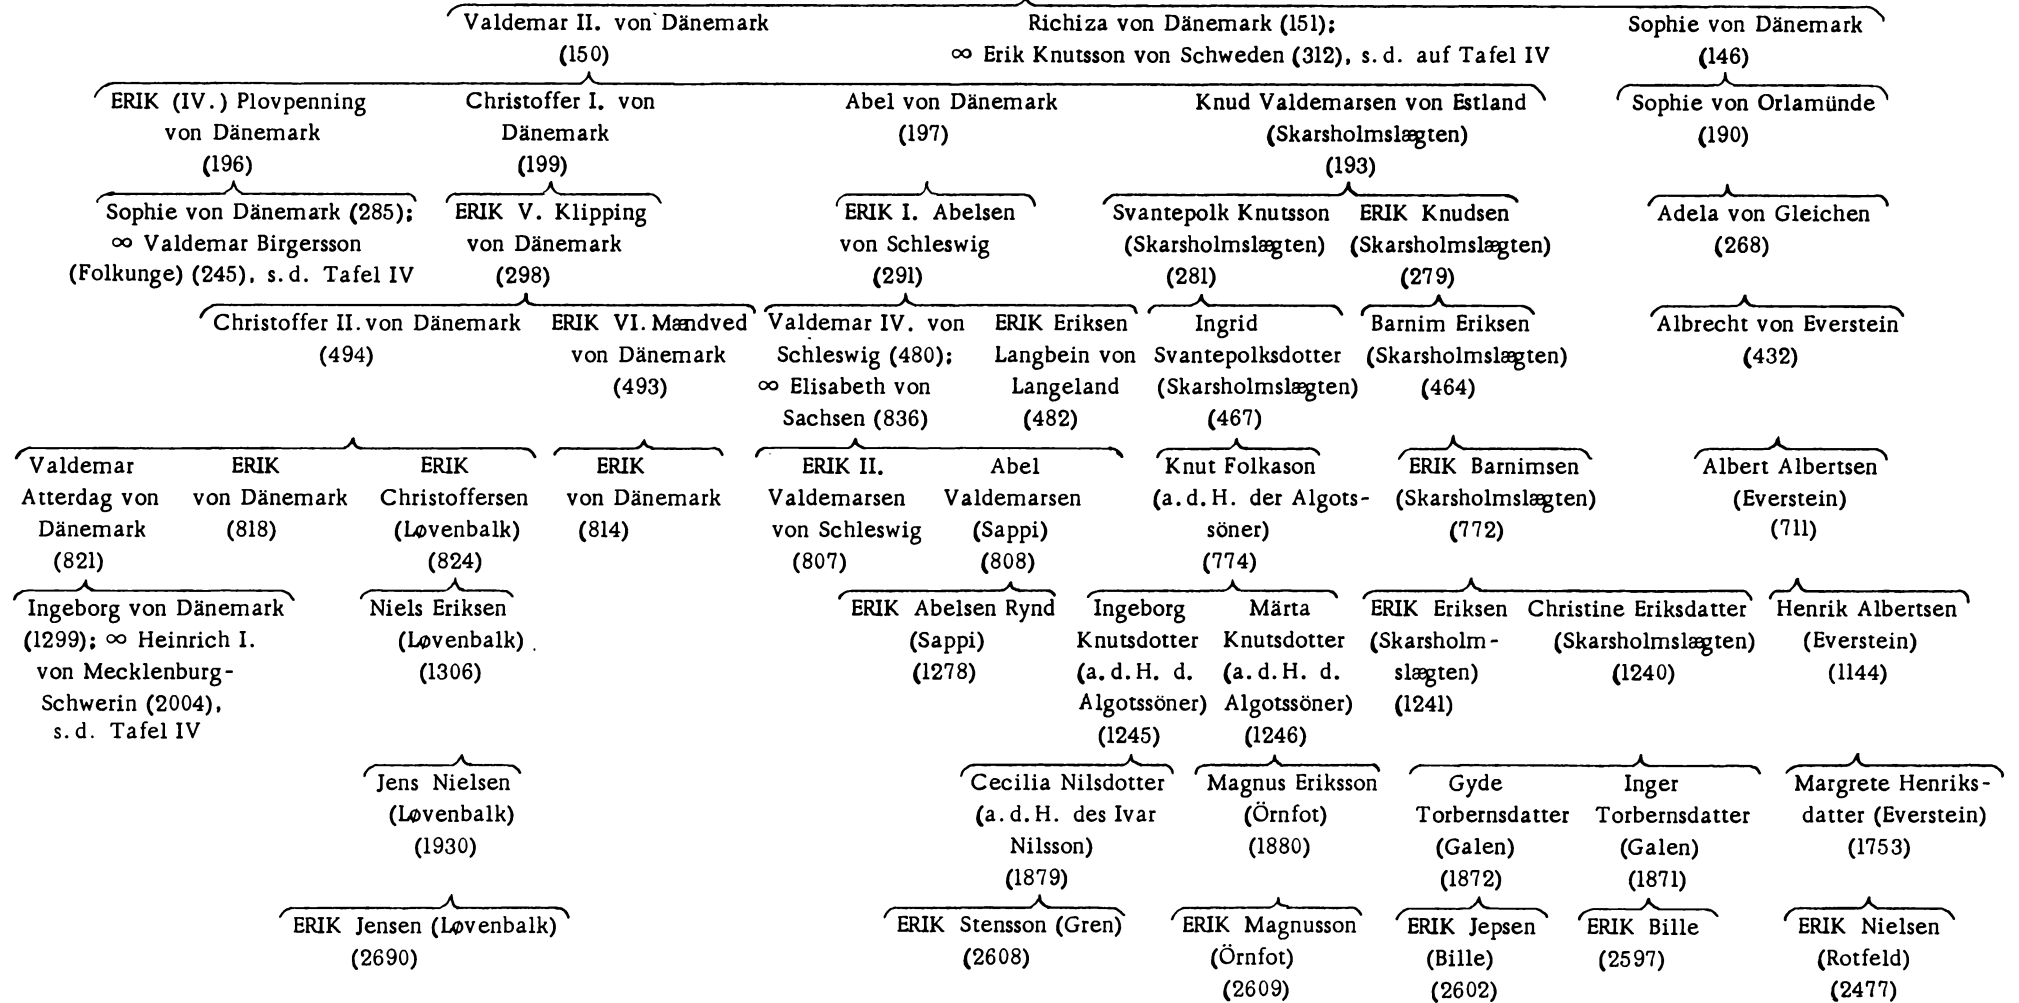 Valdemar II. von Dänemark
(150)
Richiza von Dänemark (151);
∞ Erik Knutsson von Schweden (312), s.d. auf Tafel IV
Sophie von Dänemark
(146)
ERIK (IV.) Plovpenning
von Dänemark
(196)
Christoffer I. von
Dänemark
(199)
Abel von Dänemark
(197)
Knud Valdemarsen von Estland
(Skarsholmslægten)
(193)
Sophie von Orlamünde
(190)
Sophie von Dänemark (285);
∞ Valdemar Birgersson
(Folkunge) (245), s.d. Tafel IV
ERIK V. Klipping
von Dänemark
(298)
ERIK I. Abelsen
von Schleswig
(291)
Svantepolk Knutsson
(Skarsholmslægten)
(281)
ERIK Knudsen
(Skarsholmslægten)
(279)
Adela von Gleichen
(268)
Christoffer II. von Dänemark
(494)
ERIK VI. Mændved
von Dänemark
(493)
Valdemar IV. von
Schleswig (480);
∞ Elisabeth von
Sachsen (836)
ERIK Eriksen
Langbein von
Langeland
(482)
Ingrid
Svantepolksdotter
(Skarsholmslægten)
(467)
Barnim Eriksen
(Skarsholmslægten)
(464)
Albrecht von Everstein
(432)
Valdemar
Atterdag von
Dänemark
(821)
ERIK
von Dänemark
(818)
ERIK
Christoffersen
(Løvenbalk)
(824)
ERIK
von Dänemark
(814)
ERIK II.
Valdemarsen
von Schleswig
(807)
Abel
Valdemarsen
(Sappi)
(808)
Knut Folkason
(a.d.H. der Algots-
söner)
(774)
ERIK Barnimsen
(Skarsholmslægten)
(772)
Albert Albertsen
(Everstein)
(711)
Ingeborg von Dänemark
(1299); ∞ Heinrich I.
von Mecklenburg-
Schwerin (2004),
s.d. Tafel IV
Niels Eriksen
(Løvenbalk)
(1306)
ERIK Abelsen Rynd
(Sappi)
(1278)
Ingeborg
Knutsdotter
(a.d.H. d.
Algotssöner)
(1245)
Märta
Knutsdotter
(a.d.H. d.
Algotssöner)
(1246)
ERIK Eriksen
(Skarsholm-
slægten)
(1241)
Christine Eriksdatter
(Skarsholmslægten)
(1240)
Henrik Albertsen
(Everstein)
(1144)
Jens Nielsen
(Løvenbalk)
(1930)
Cecilia Nilsdotter
(a.d.H. des Ivar
Nilsson)
(1879)
Magnus Eriksson
(Örnfot)
(1880)
Gyde
Torbernsdatter
(Galen)
(1872)
Inger
Torbernsdatter
(Galen)
(1871)
Margrete Henriks-
datter (Everstein)
(1753)
ERIK Jensen (Løvenbalk)
(2690)
ERIK Stensson (Gren)
(2608)
ERIK Magnusson
(Örnfot)
(2609)
ERIK Jepsen
(Bille)
(2602)
ERIK Bille
(2597)
ERIK Nielsen
(Rotfeld)
(2477)